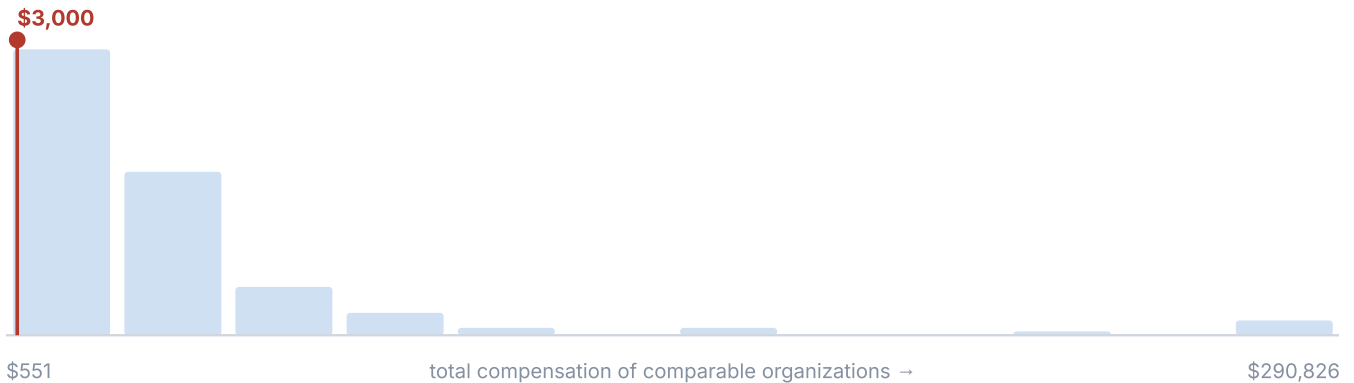 $3,000
$551 total compensation of comparable organizations → $290,826